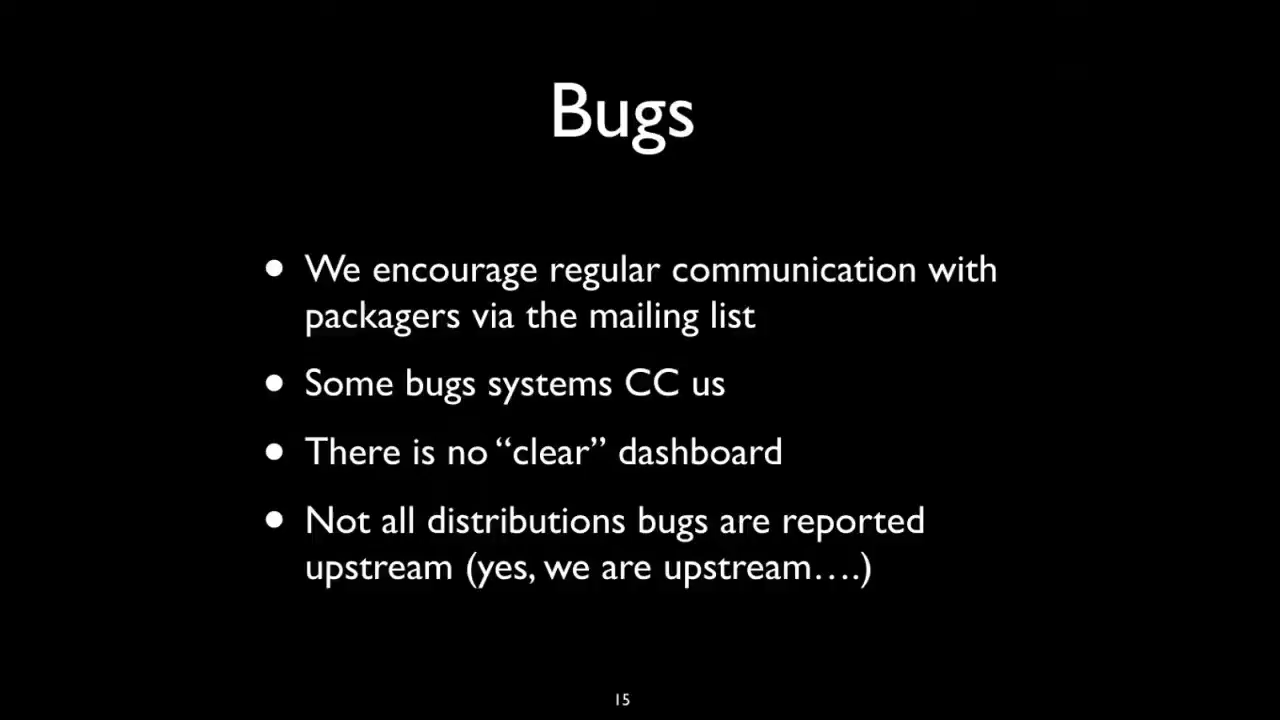 Bugs
• We encourage regular communication with
packagers via the mailing list
• Some bugs systems CC us
• There is no “clear” dashboard
• Not all distributions bugs are reported
upstream (yes, we are upstream….)
15